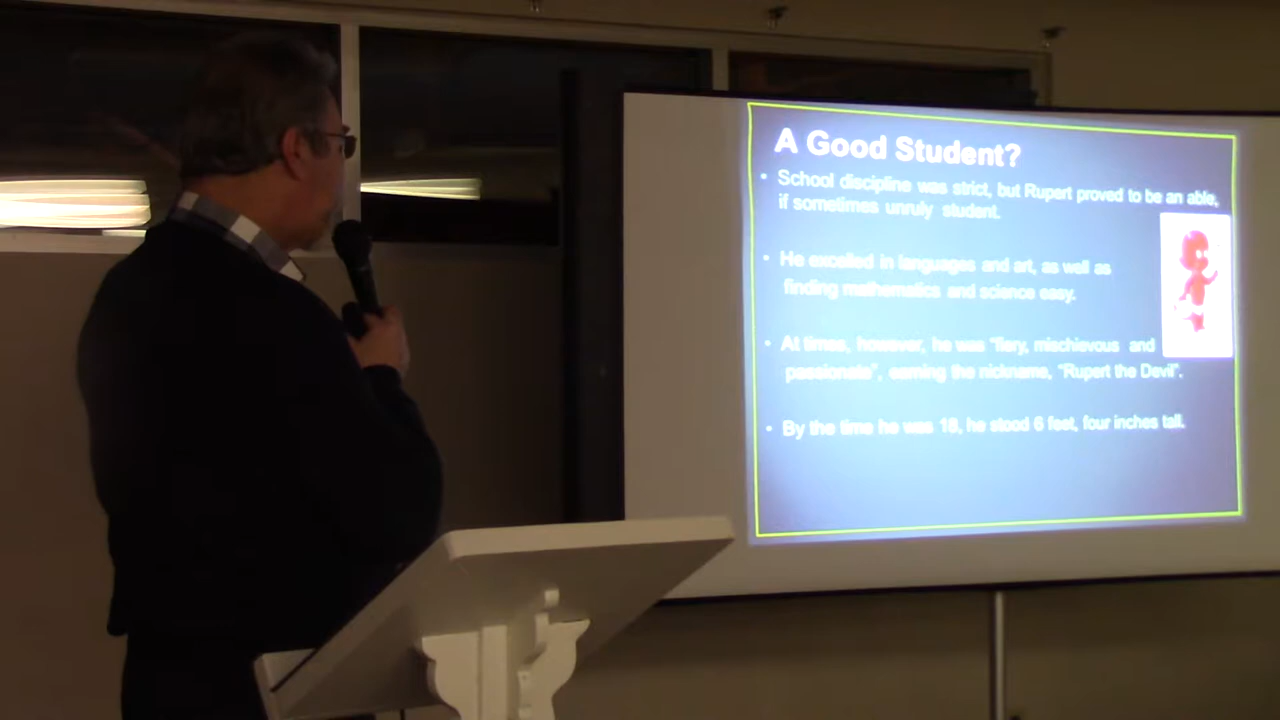 A Good Student?
• School discipline was strict, but Rupert proved to be an able,
if sometimes unruly student.
• He excelled in languages and art, as well as
finding mathematics and science easy.
• At times, however, he was "fiery, mischievous and
passionate", earning the nickname, "Rupert the Devil".
• By the time he was 18, he stood 6 feet, four inches tall.